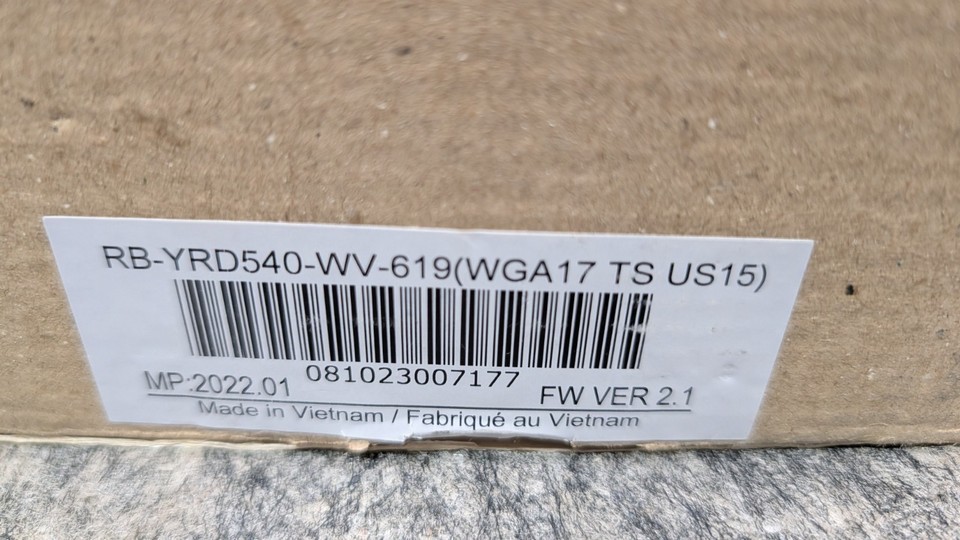 RB-YRD540-WV-619(WGA17 TS US15)
081023007177
MP:2022.01 FW VER 2.1
Made in Vietnam / Fabriqué au Vietnam